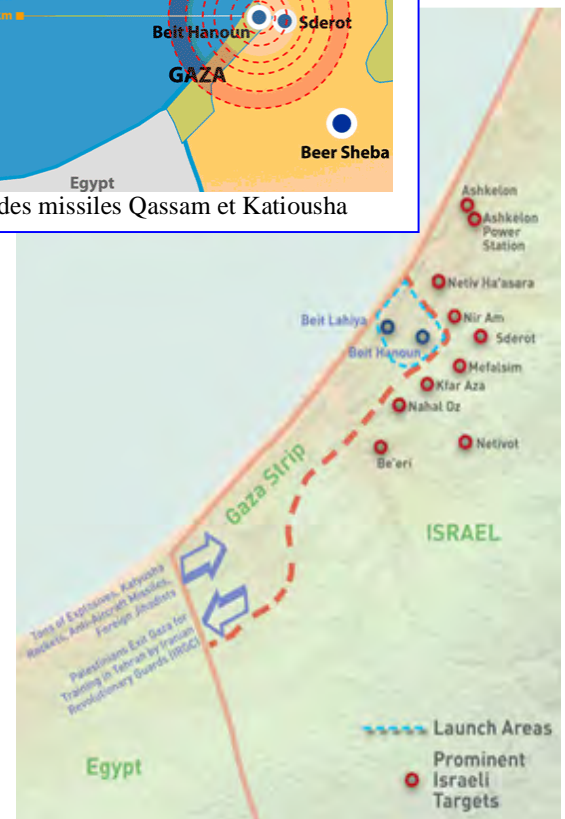 m
Beit Hanoun
Sderot
GAZA
Beer Sheba
Egypt
des missiles Qassam et Katiousha
Ashkelon
Ashkelon
Power
Station
Netiv Ha'asara
Beit Lahiya
Nir Am
Sderot
Beit Hanoun
Mefalsim
Kfar Aza
Nahal Oz
Netivot
Be'eri
Gaza Strip
ISRAEL
Tons of Explosives, Katyusha
Rockets, Anti-Aircraft Missiles,
Foreign Jihadists
Palestinians Exit Gaza for
Training in Tehran by Iranian
Revolutionary Guards (IRGC)
Egypt
Launch Areas
Prominent
Israeli
Targets